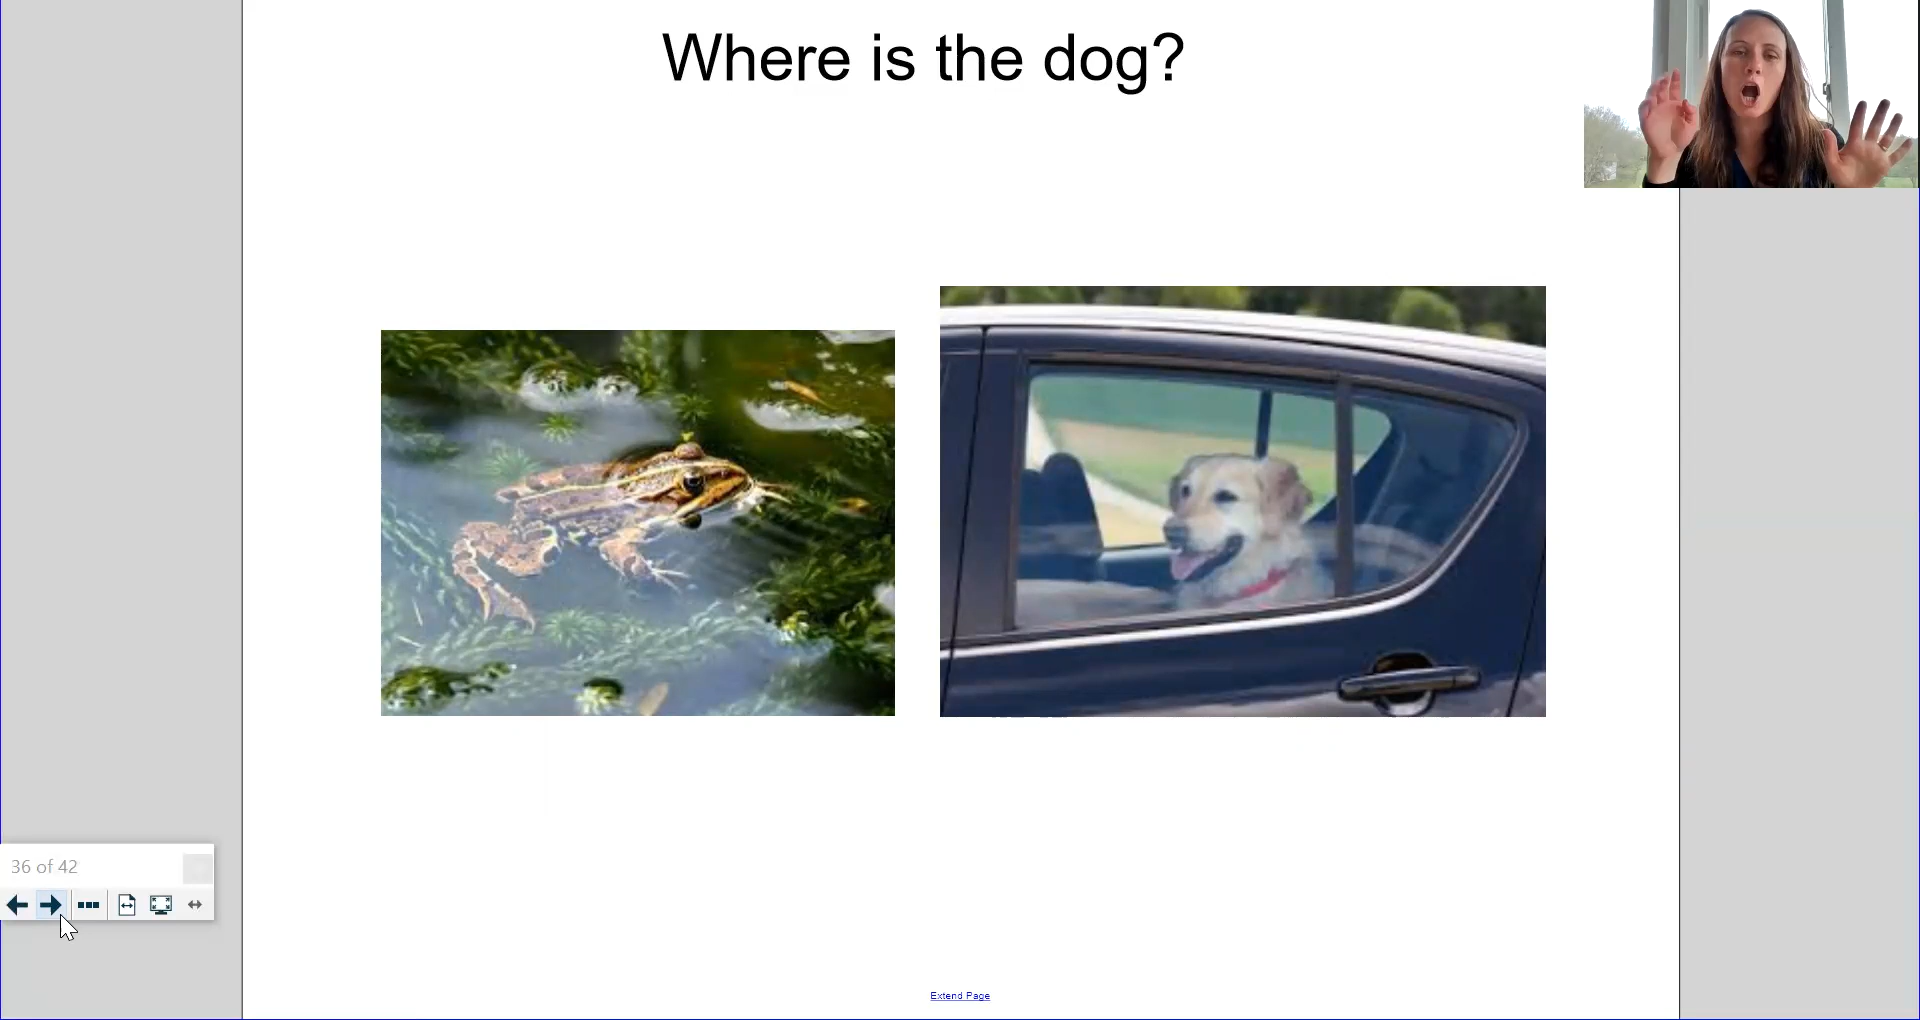 Where is the dog?
36 of 42
Extend Page